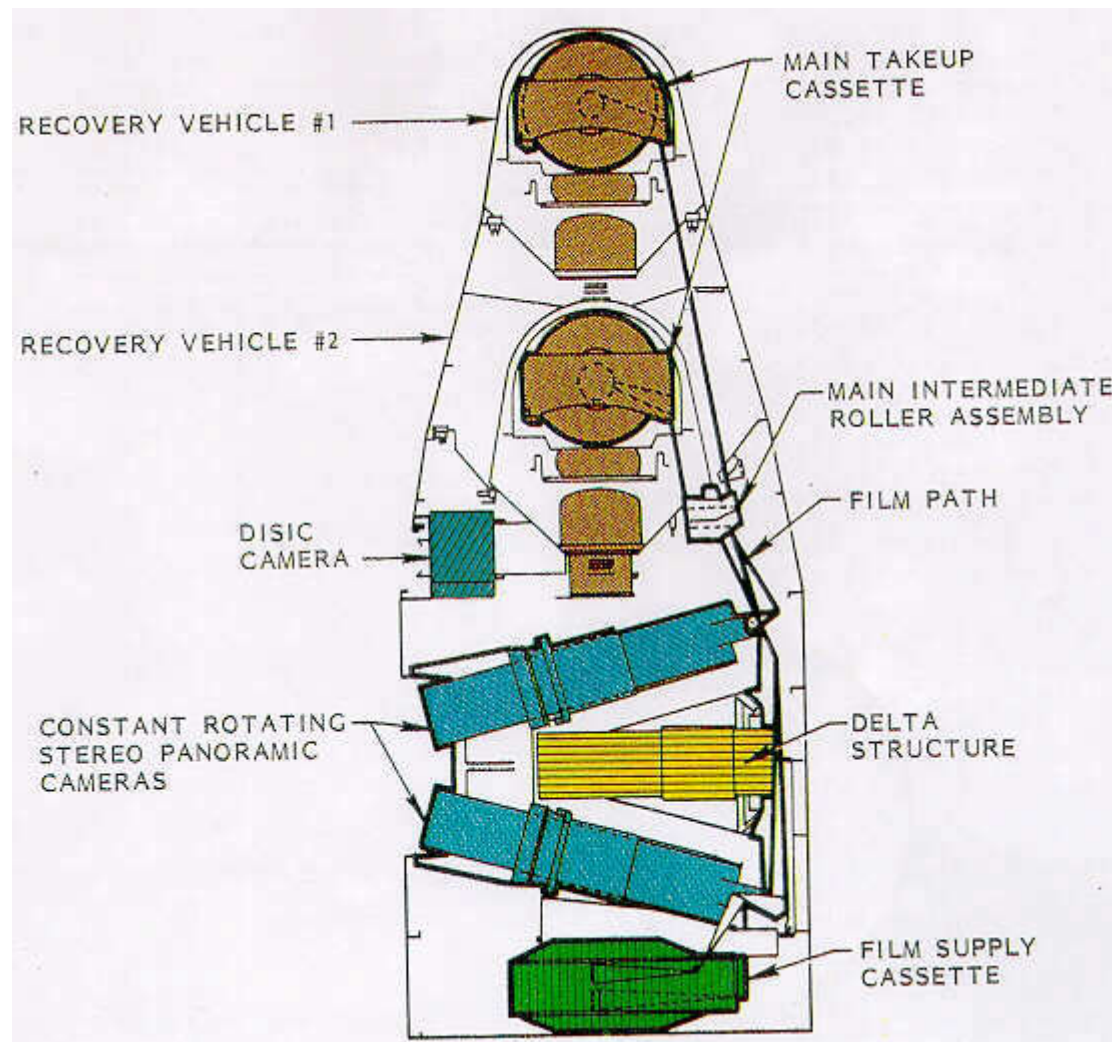 MAIN TAKEUP
CASSETTE
RECOVERY VEHICLE #1
RECOVERY VEHICLE #2
MAIN INTERMEDIATE
ROLLER ASSEMBLY
FILM PATH
DISIC
CAMERA
CONSTANT ROTATING
STEREO PANORAMIC
CAMERAS
DELTA
STRUCTURE
FILM SUPPLY
CASSETTE